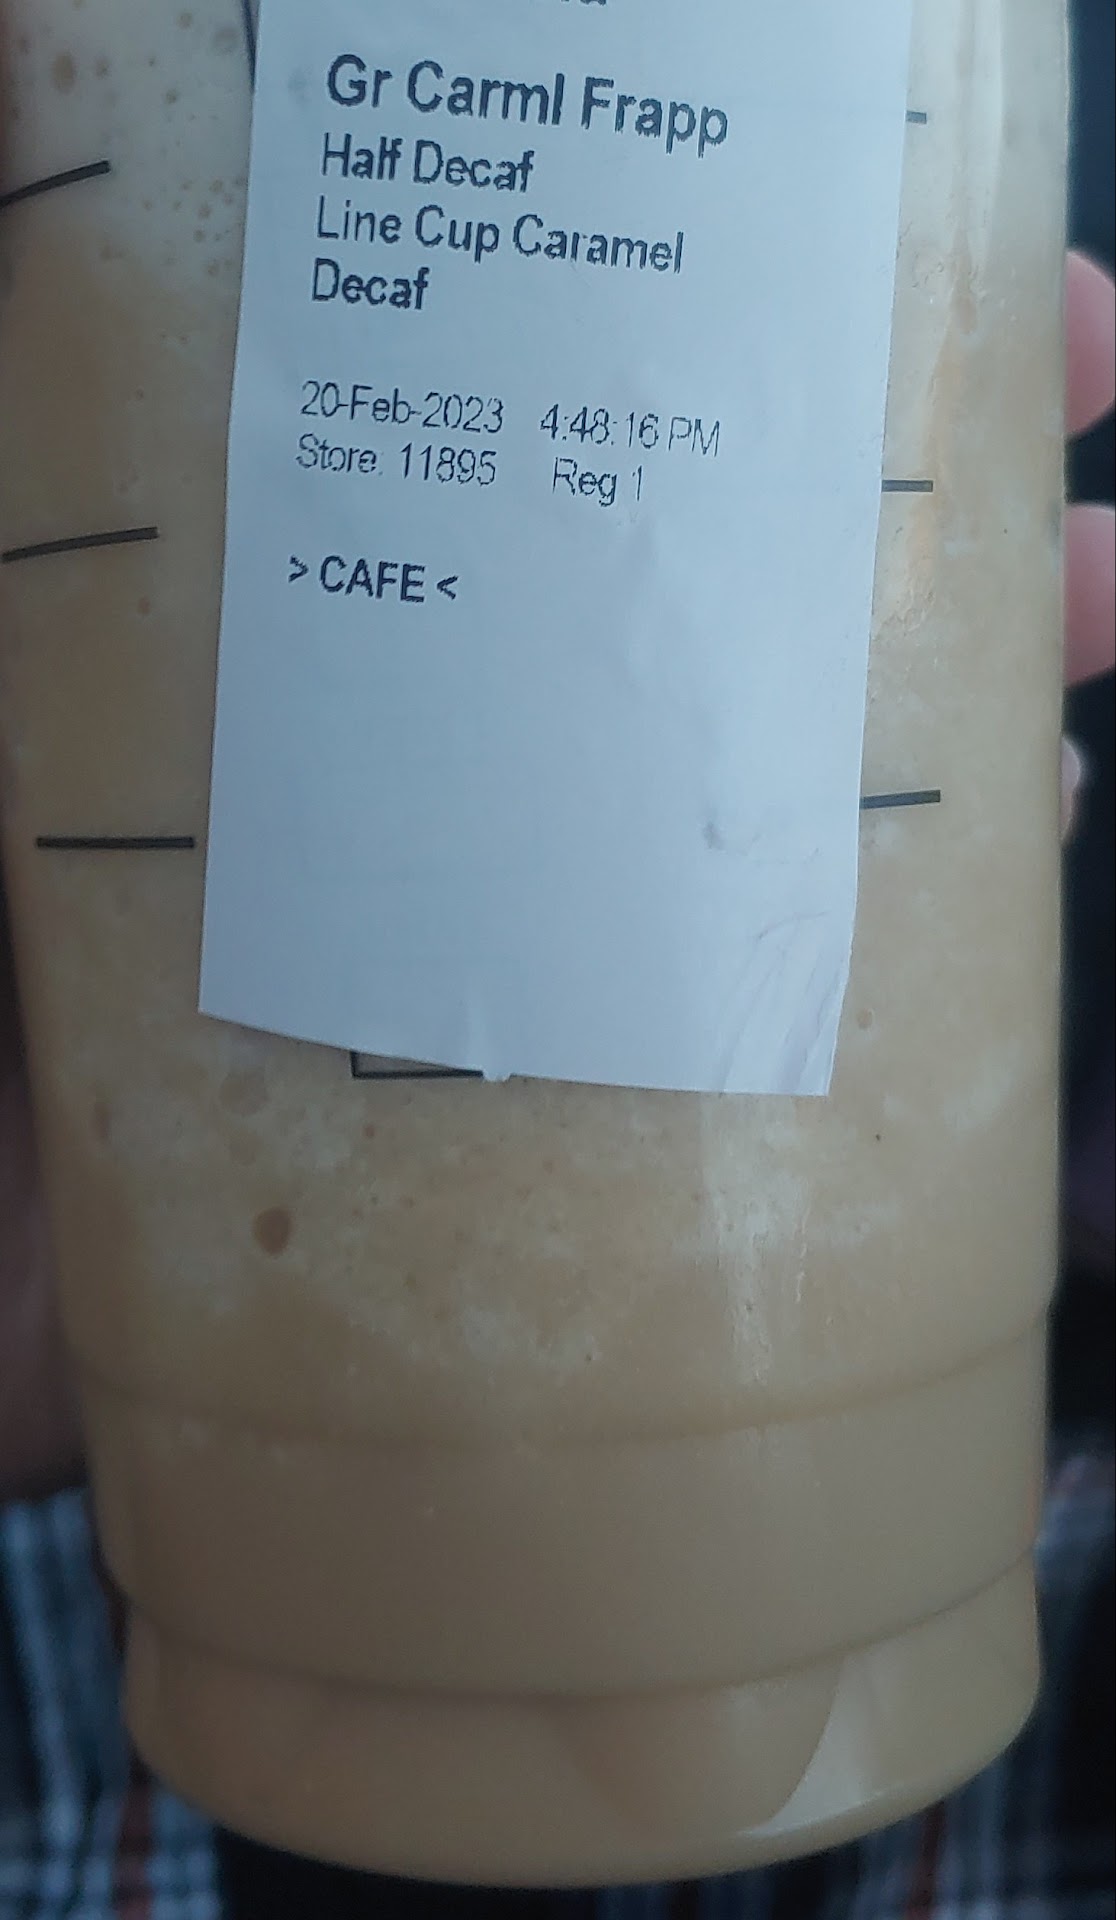 Gr Carml Frapp
Half Decaf
Line Cup Caramel
Decaf
20-Feb-2023 4:48:16 PM
Store: 11895 Reg 1
> CAFE <